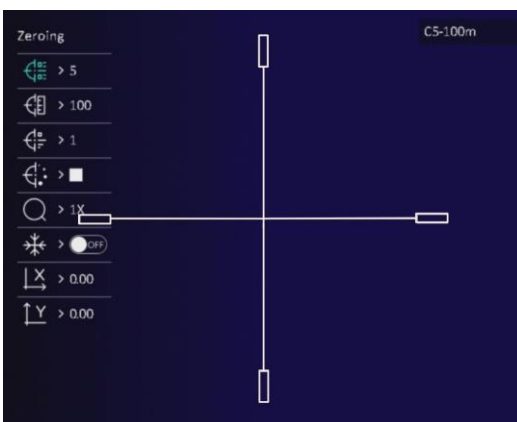 Zeroing
C5-100m
> 5
> 100
> 1
>
> 1X
> OFF
X > 0.00
Y > 0.00